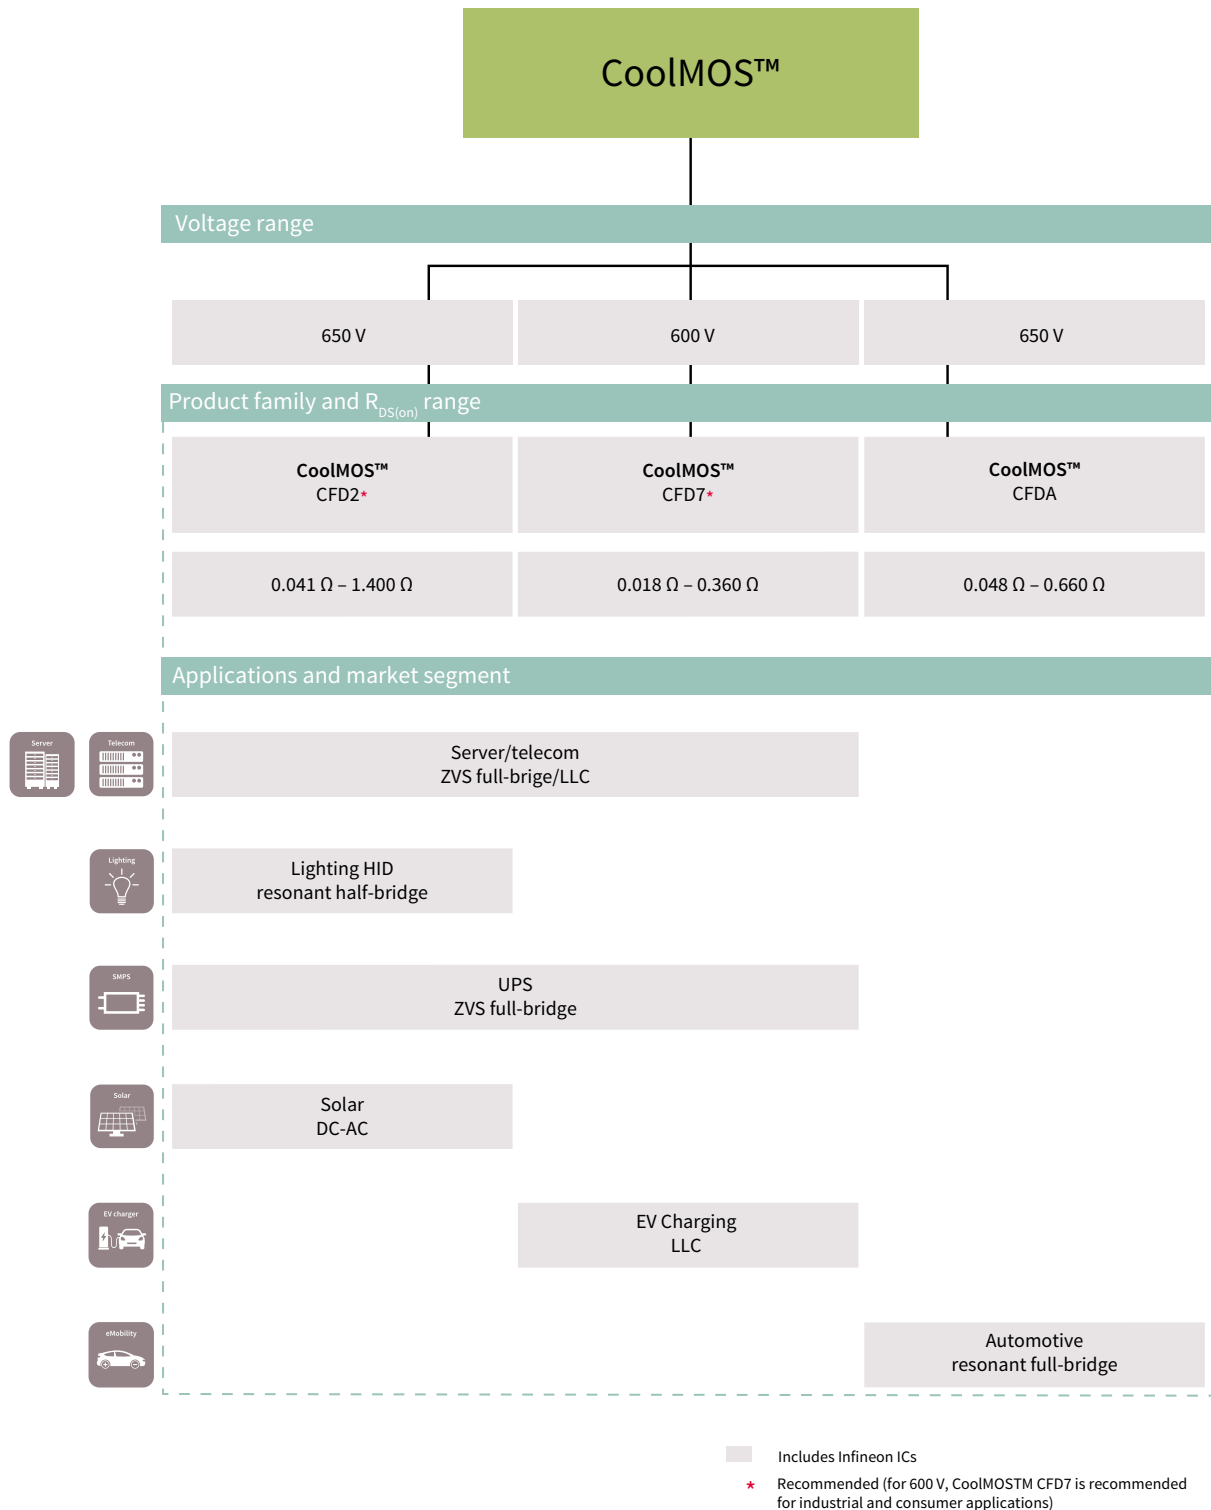 CoolMOS™
Voltage range
650 V
600 V
650 V
Product family and RDS(on) range
CoolMOS™
CFD2*
CoolMOS™
CFD7*
CoolMOS™
CFDA
0.041 Ω – 1.400 Ω
0.018 Ω – 0.360 Ω
0.048 Ω – 0.660 Ω
Applications and market segment
Server
Telecom
Server/telecom
ZVS full-brige/LLC
Lighting
Lighting HID
resonant half-bridge
SMPS
UPS
ZVS full-bridge
Solar
Solar
DC-AC
EV charger
EV Charging
LLC
eMobility
Automotive
resonant full-bridge
Includes Infineon ICs
* Recommended (for 600 V, CoolMOSTM CFD7 is recommended
for industrial and consumer applications)